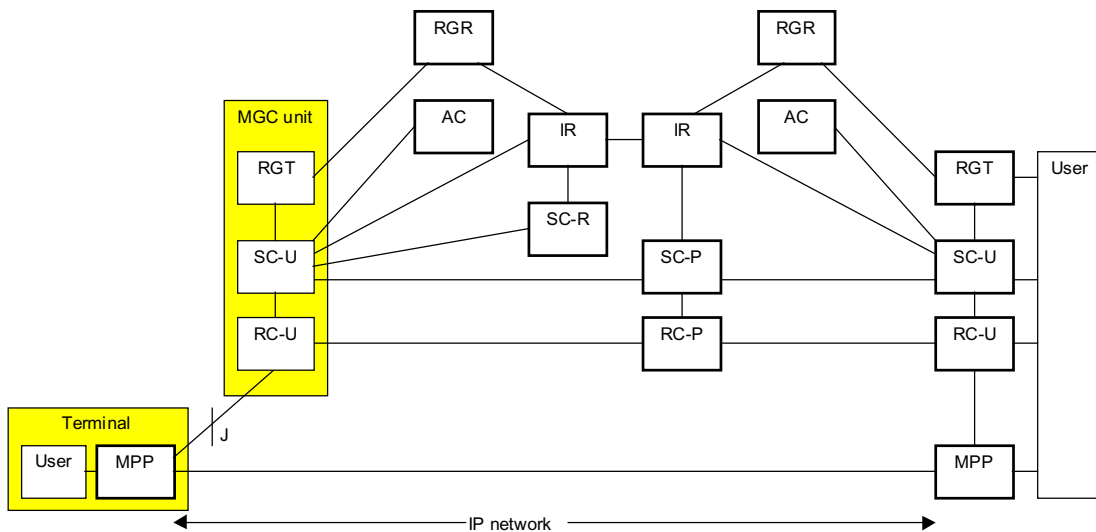 RGR
RGR
MGC unit
AC
IR
IR
AC
RGT
RGT
User
SC-R
SC-U
SC-P
SC-U
RC-U
RC-P
RC-U
Terminal
J
User
MPP
MPP
IP network